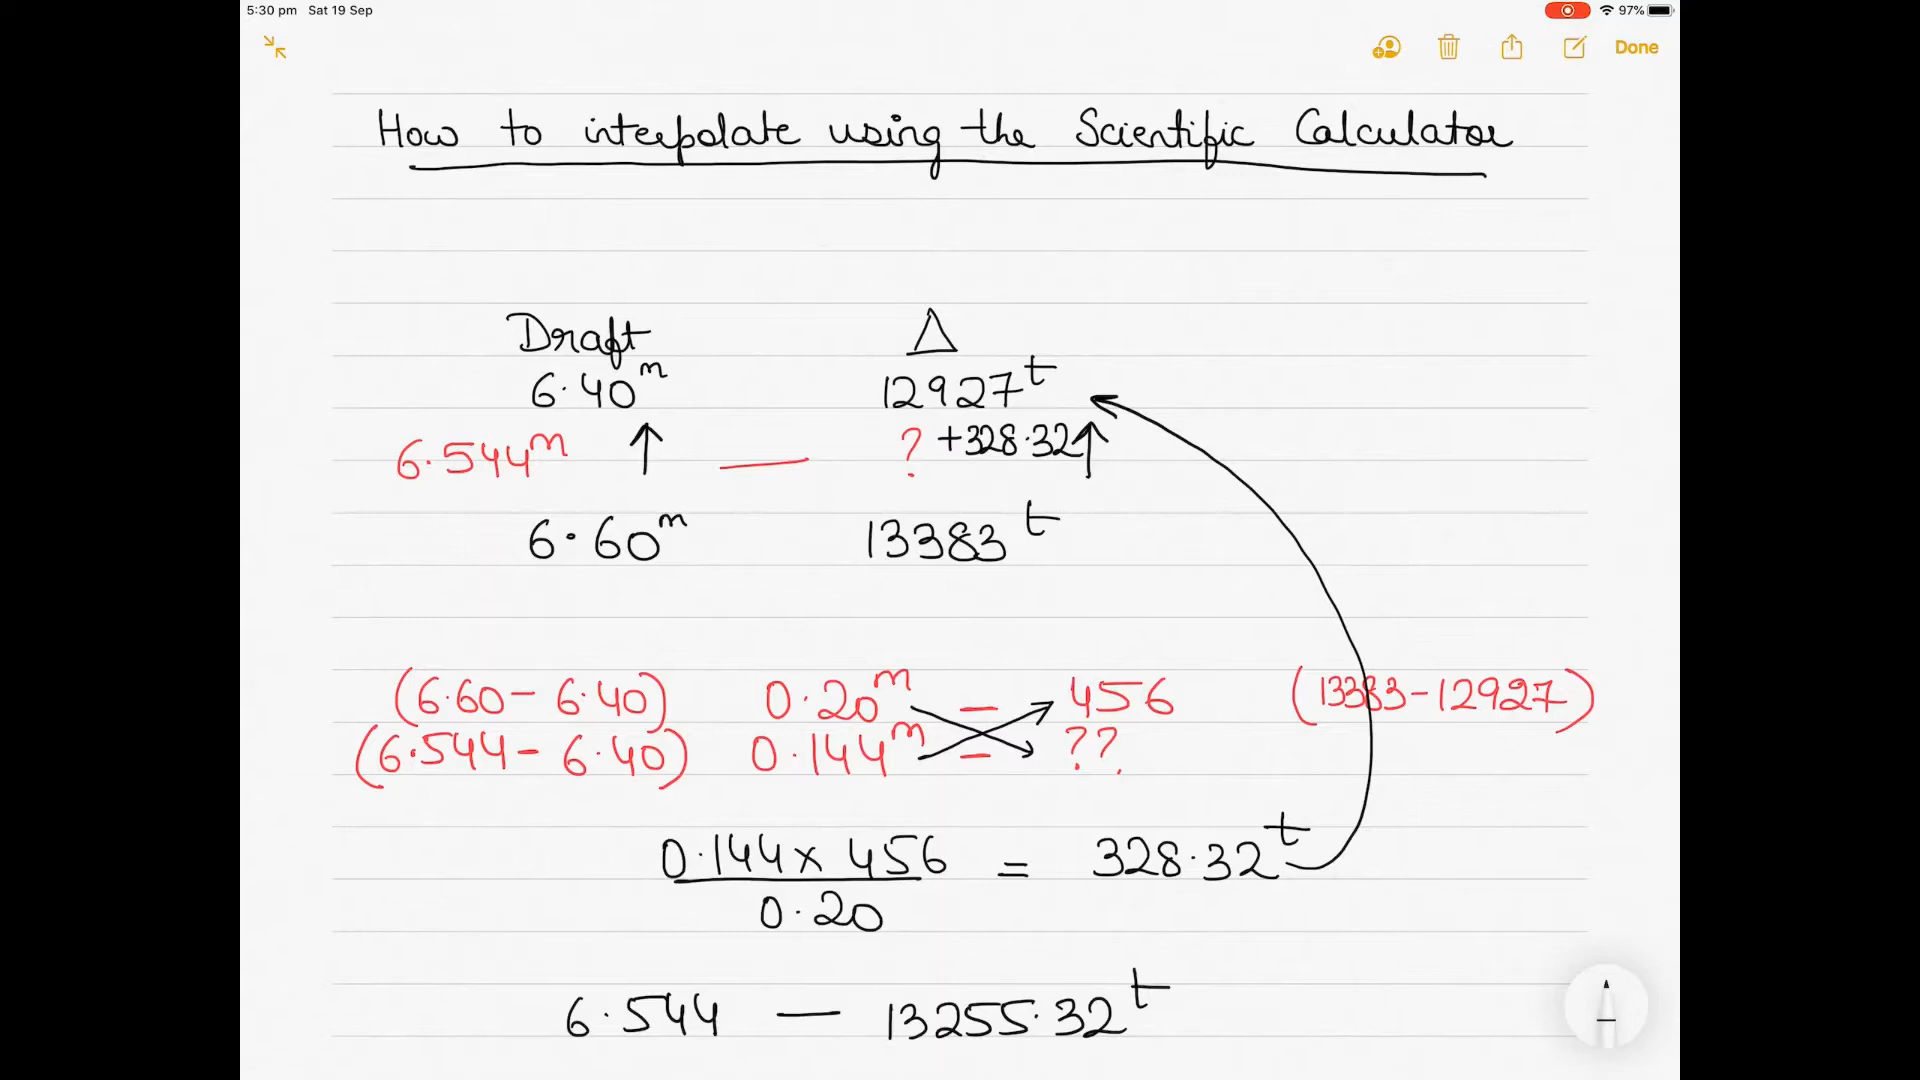 5:30 pm Sat 19 Sep 97%
Done
How to interpolate using the Scientific Calculator
Draft Δ
6.40m 12927t
6.544m — ? +328.32
6.60m 13383t
(6.60 - 6.40) 0.20m - 456 (13383-12927)
(6.544- 6.40) 0.144m - ??
0.144 x 456 = 328.32t
0.20
6.544 — 13255.32t